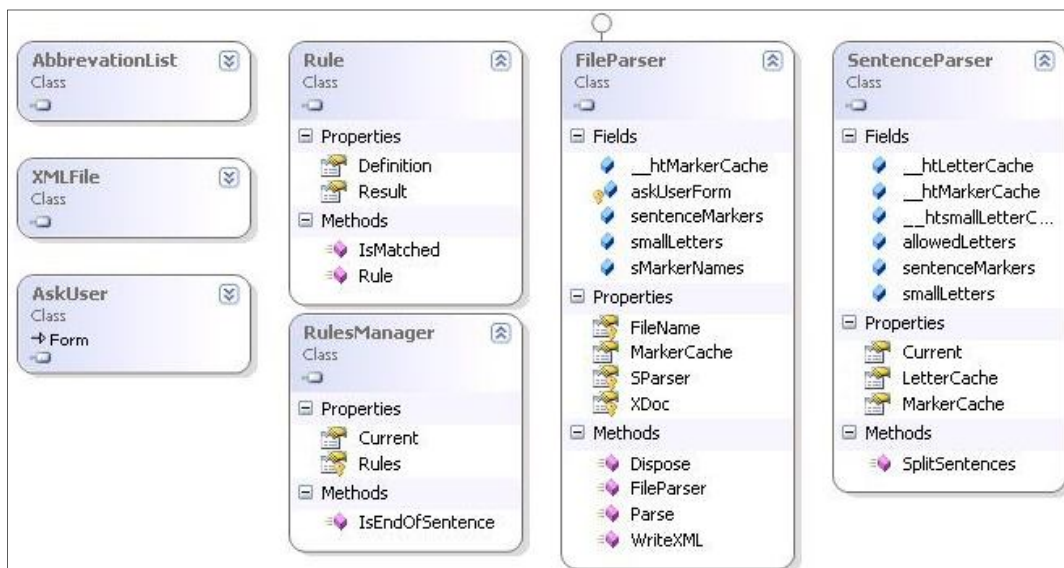 AbbrevationList
Class
XMLFile
Class
AskUser
Class
Form
Rule
Class
Properties
Definition
Result
Methods
IsMatched
Rule
RulesManager
Class
Properties
Current
Rules
Methods
IsEndOfSentence
FileParser
Class
Fields
__htMarkerCache
askUserForm
sentenceMarkers
smallLetters
sMarkerNames
Properties
FileName
MarkerCache
SParser
XDoc
Methods
Dispose
FileParser
Parse
WriteXML
SentenceParser
Class
Fields
__htLetterCache
__htMarkerCache
__htsmallLetterC...
allowedLetters
sentenceMarkers
smallLetters
Properties
Current
LetterCache
MarkerCache
Methods
SplitSentences